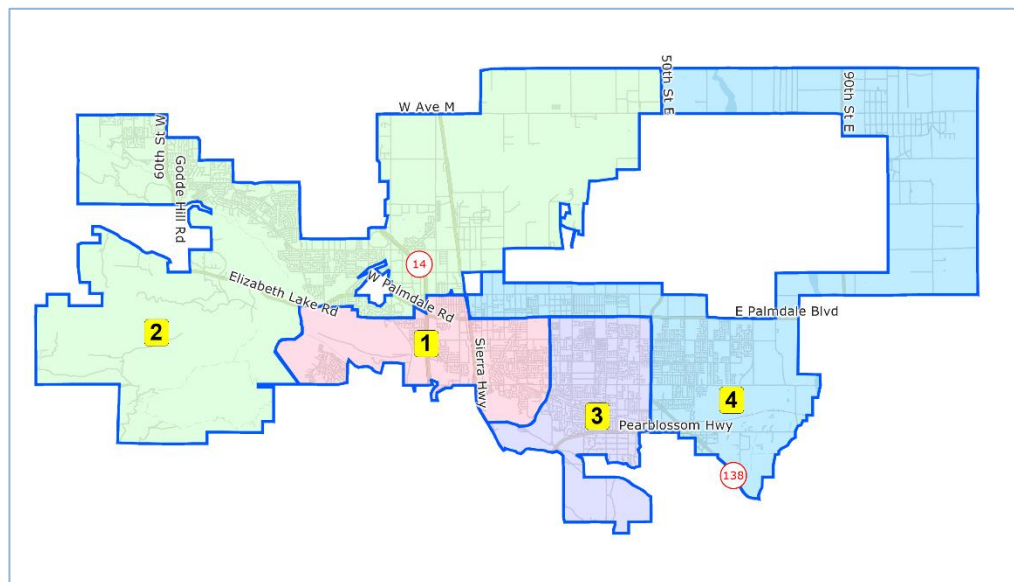 50th St E
90th St E
W Ave M
60th St W
Godde Hill Rd
14
Elizabeth Lake Rd
W Palmdale Rd
E Palmdale Blvd
2
1
Sierra Hwy
4
3
Pearblossom Hwy
138